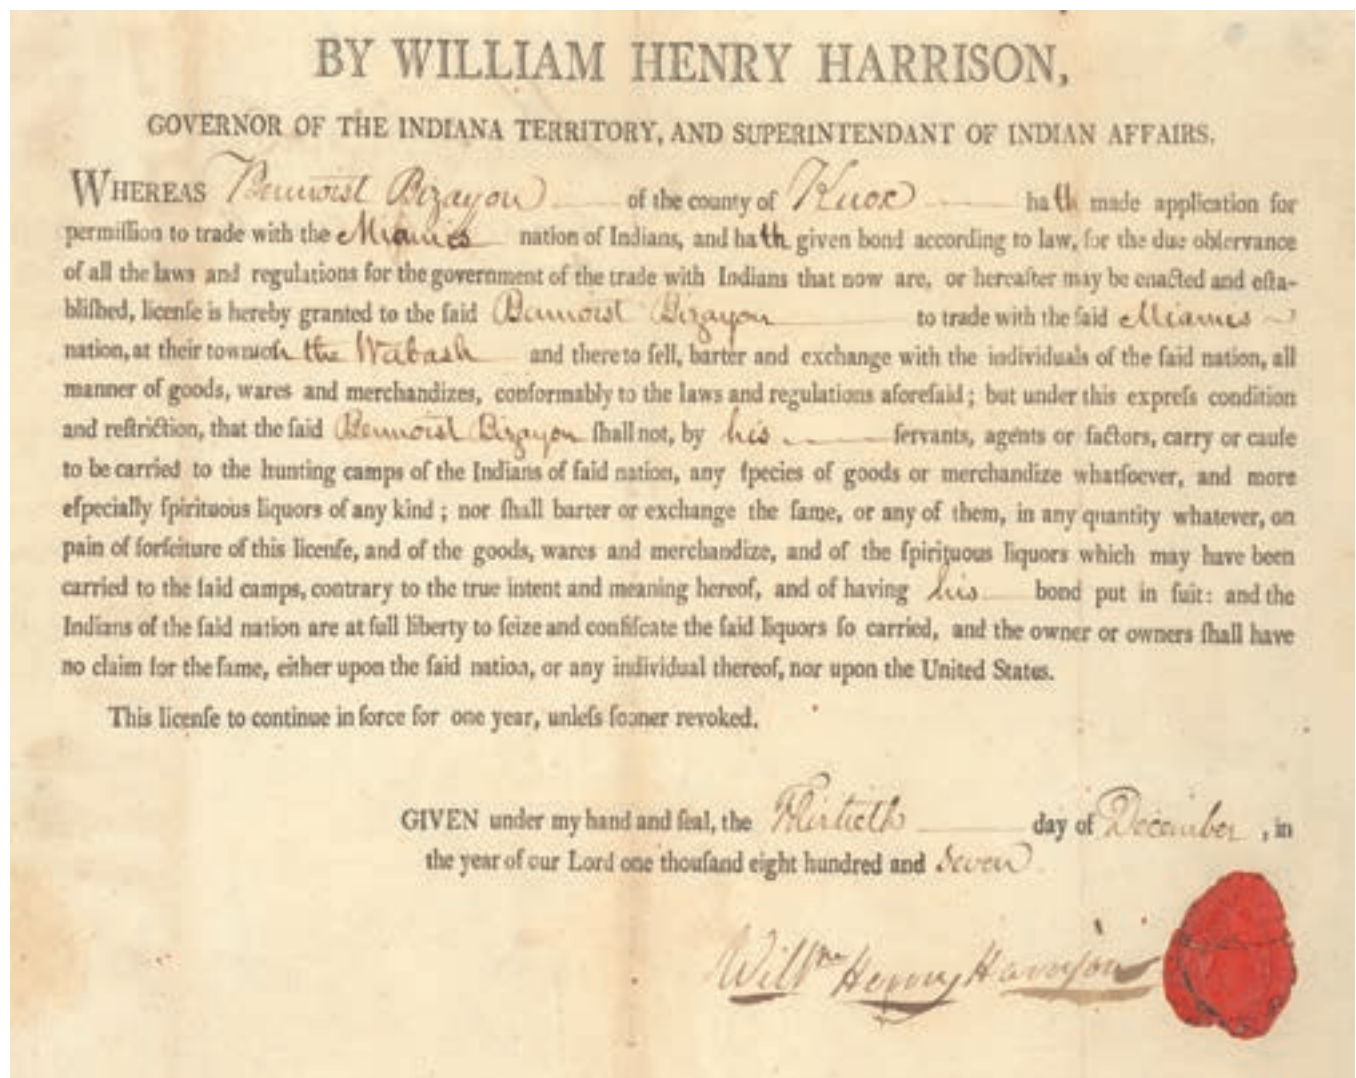 BY WILLIAM HENRY HARRISON,
GOVERNOR OF THE INDIANA TERRITORY, AND SUPERINTENDANT OF INDIAN AFFAIRS.
WHEREAS Bennoist Bizayon of the county of Knox hath made application for
permiſſion to trade with the Miamies nation of Indians, and hath given bond according to law, for the due obſervance
of all the laws and regulations for the government of the trade with Indians that now are, or hereafter may be enacted and eſta-
bliſhed, licenſe is hereby granted to the ſaid Bennoist Bizayon to trade with the ſaid Miamies
nation, at their town on the Wabash and there to ſell, barter and exchange with the individuals of the ſaid nation, all
manner of goods, wares and merchandizes, conformably to the laws and regulations aforeſaid ; but under this expreſs condition
and reſtriction, that the ſaid Bennoist Bizayon ſhall not, by his ſervants, agents or factors, carry or cauſe
to be carried to the hunting camps of the Indians of ſaid nation, any ſpecies of goods or merchandize whatſoever, and more
eſpecially ſpirituous liquors of any kind ; nor ſhall barter or exchange the ſame, or any of them, in any quantity whatever, on
pain of forfeiture of this licenſe, and of the goods, wares and merchandize, and of the ſpirituous liquors which may have been
carried to the ſaid camps, contrary to the true intent and meaning hereof, and of having his bond put in ſuit: and the
Indians of the ſaid nation are at full liberty to ſeize and confiſcate the ſaid liquors ſo carried, and the owner or owners ſhall have
no claim for the ſame, either upon the ſaid nation, or any individual thereof, nor upon the United States.
This licenſe to continue in force for one year, unleſs ſooner revoked.
GIVEN under my hand and ſeal, the Thirtieth day of December , in
the year of our Lord one thouſand eight hundred and Seven
Will^m Henry Harrison